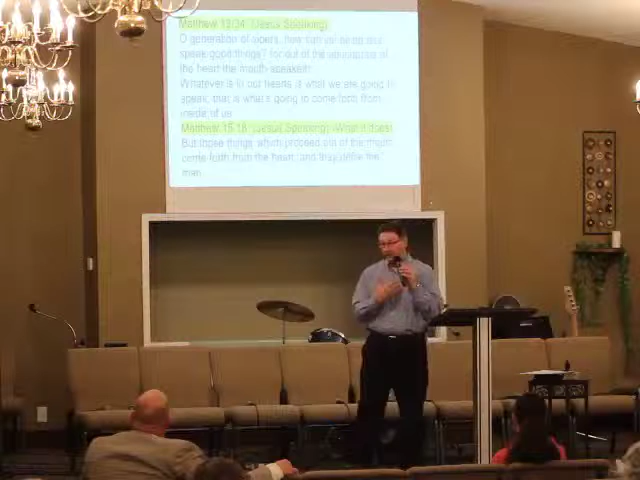 Matthew 12:34 (Jesus Speaking)
O generation of vipers, how can ye being evil
speak good things? for out of the abundance of
the heart the mouth speaketh
Whatever is in our hearts is what we are going to
speak, that is what's going to come forth from
inside of us
Matthew 15:18 (Jesus Speaking)
But those things which proceed out of the mouth
come forth from the heart; and they defile the
man.